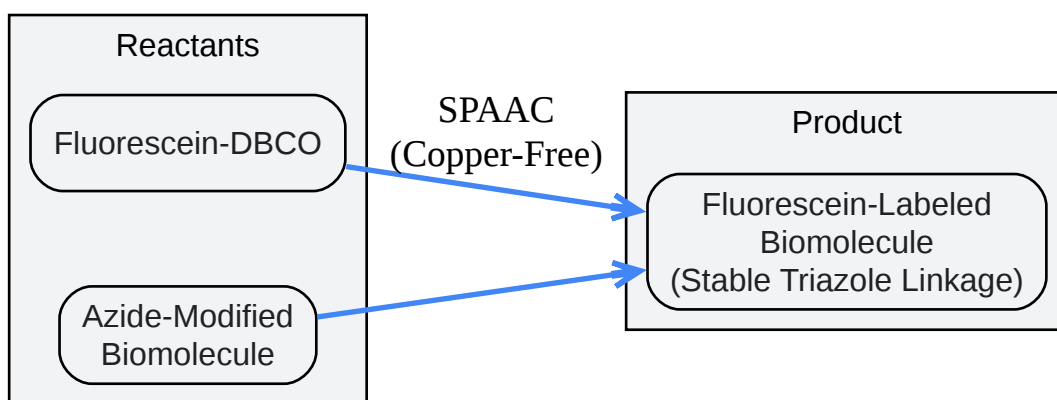 Reactants
Fluorescein-DBCO
Azide-Modified
Biomolecule
SPAAC
(Copper-Free)
Product
Fluorescein-Labeled
Biomolecule
(Stable Triazole Linkage)